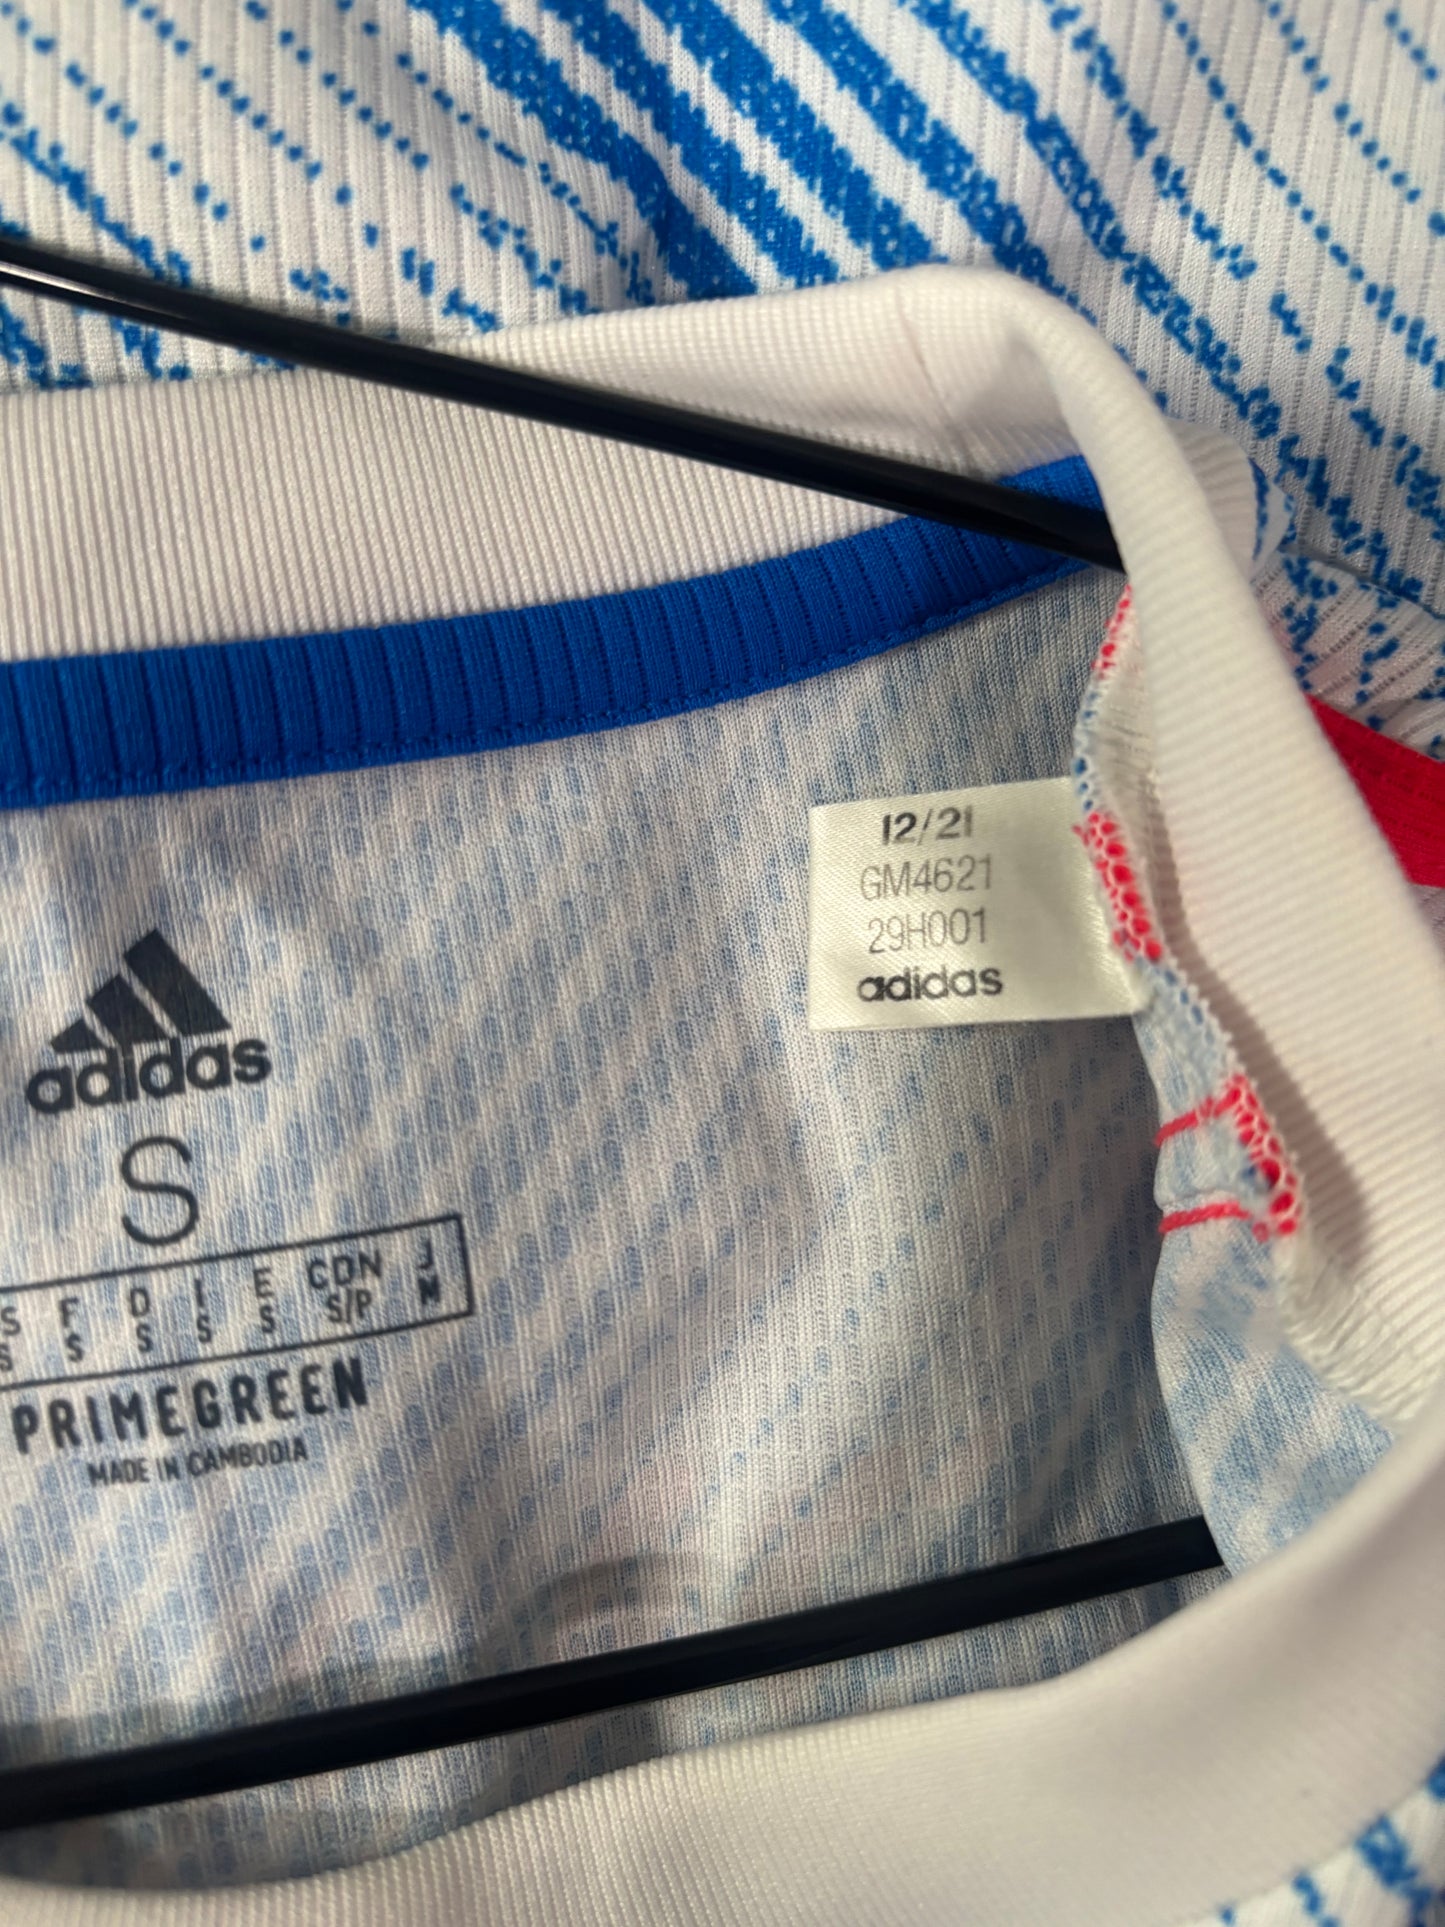 12/21
GM4621
29H001
adidas
adidas
S
S F D I E CDN J
S S S S S S/P M
PRIMEGREEN
MADE IN CAMBODIA